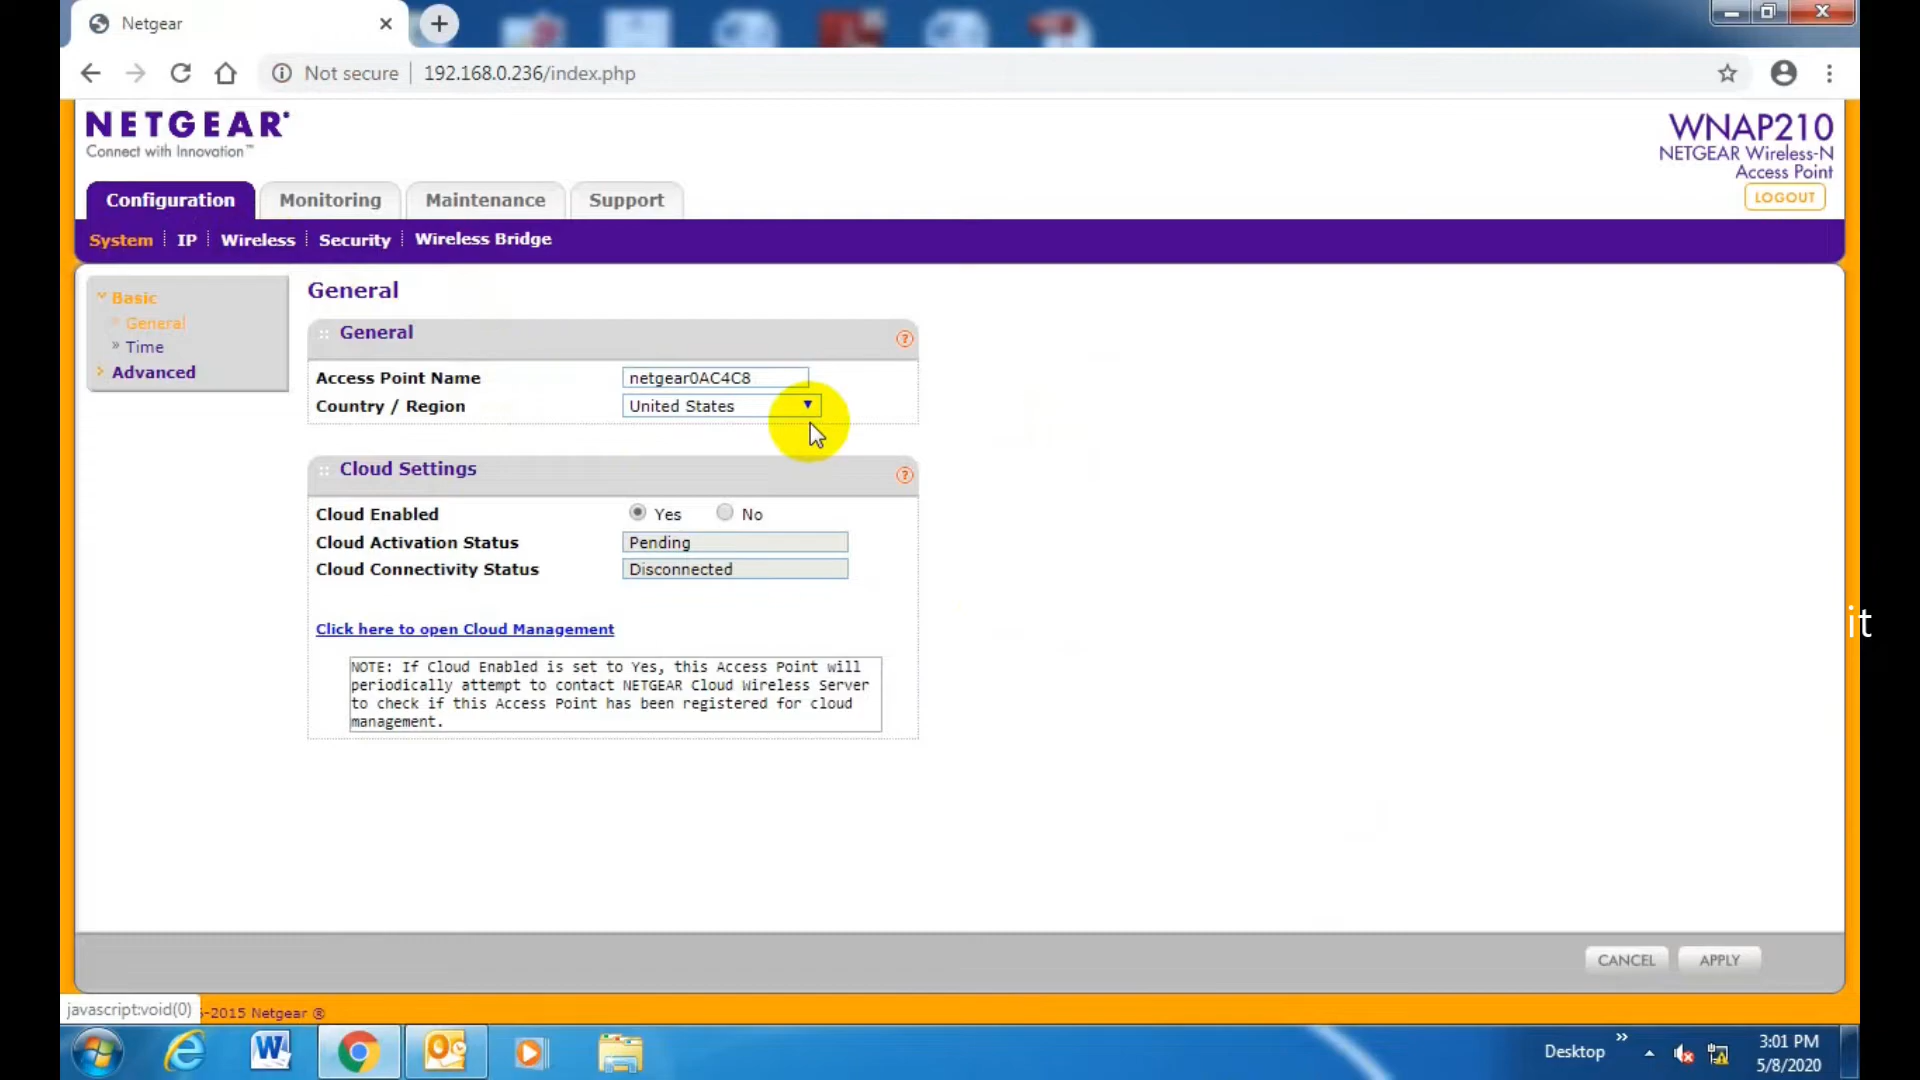 Netgear
Not secure
192.168.0.236/index.php
NETGEAR®
Connect with Innovation™
WNAP210
NETGEAR Wireless-N
Access Point
LOGOUT
Configuration
Monitoring
Maintenance
Support
System
IP
Wireless
Security
Wireless Bridge
Basic
General
Time
Advanced
General
General
Access Point Name
netgear0AC4C8
Country / Region
United States
Cloud Settings
Cloud Enabled
Yes
No
Cloud Activation Status
Pending
Cloud Connectivity Status
Disconnected
Click here to open Cloud Management
NOTE: If Cloud Enabled is set to Yes, this Access Point will
periodically attempt to contact NETGEAR Cloud Wireless Server
to check if this Access Point has been registered for cloud
management.
it
CANCEL
APPLY
javascript:void(0)
-2015 Netgear ®
Desktop
3:01 PM
5/8/2020